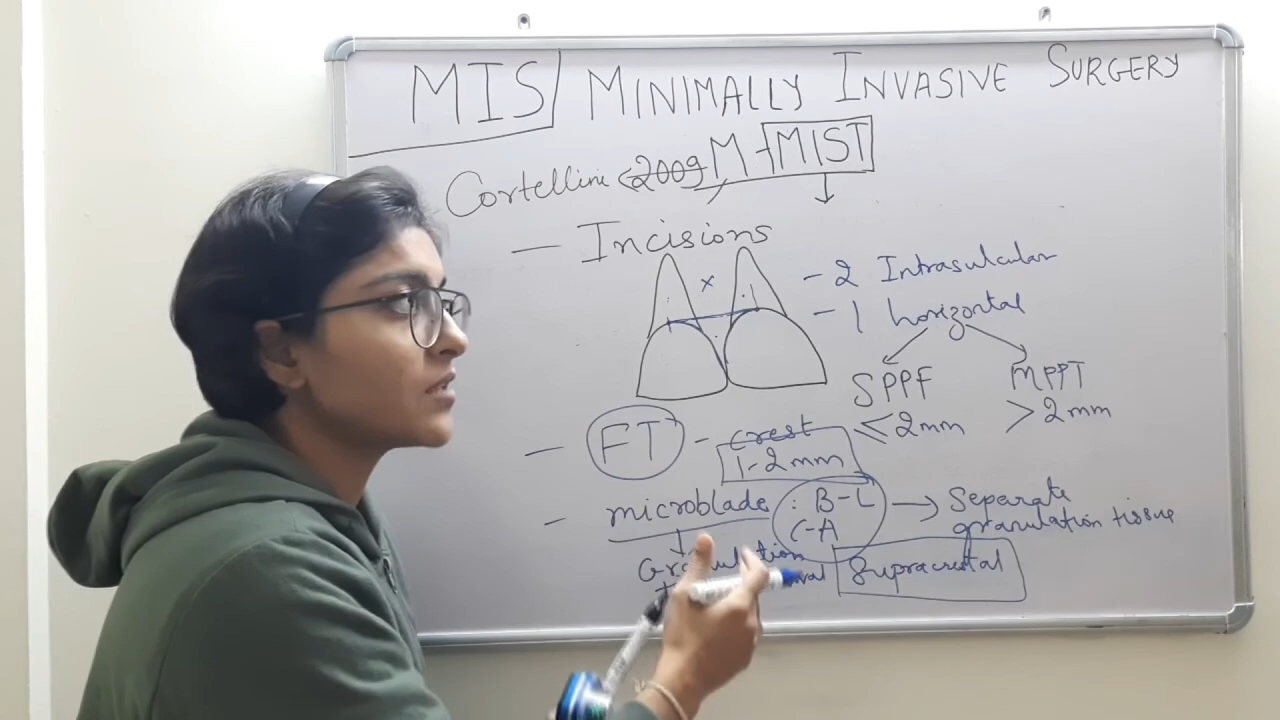 MIS MINIMALLY INVASIVE SURGERY
Cortellini 2009 M-MIST
- Incisions
x
- 2 Intrasulcular
- 1 horizontal
SPPF MPPT
≤2mm >2mm
- FT - crest
1-2mm
- microblade : B-L → Separate
C-A granulation tissue
Granulation
Supracrestal